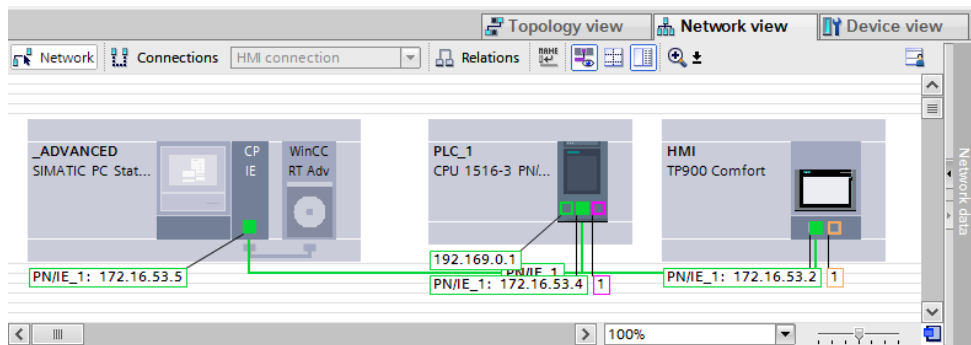 Topology view
Network view
Device view
Network
Connections
HMI connection
Relations
NAME
_ADVANCED
SIMATIC PC Stat...
CP
IE
WinCC
RT Adv
PLC_1
CPU 1516-3 PN/...
HMI
TP900 Comfort
Network data
192.169.0.1
PN/IE_1
PN/IE_1: 172.16.53.5
PN/IE_1: 172.16.53.4
1
PN/IE_1: 172.16.53.2
1
100%